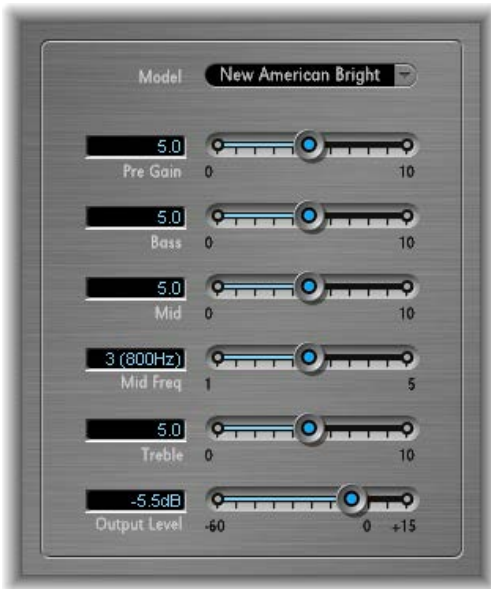 Model New American Bright
5.0
Pre Gain 0 10
5.0
Bass 0 10
5.0
Mid 0 10
3 (800Hz)
Mid Freq 1 5
5.0
Treble 0 10
-5.5dB
Output Level -60 0 +15